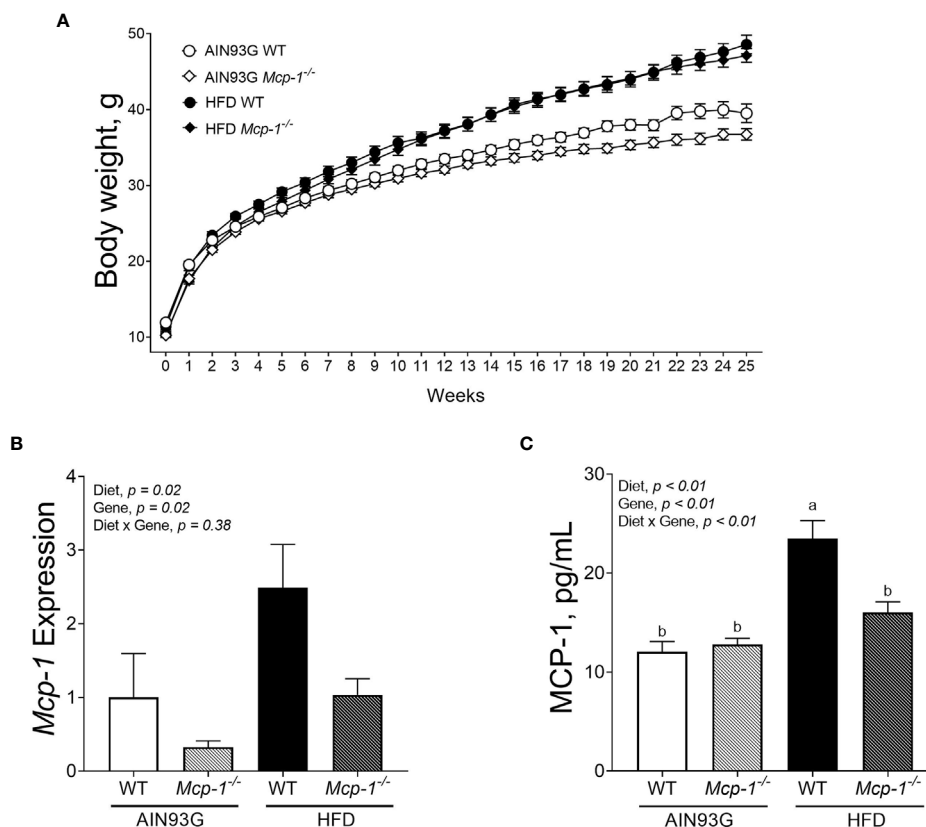 A
50
40
30
20
10
Body weight, g
AIN93G WT
AIN93G Mcp-1-/-
HFD WT
HFD Mcp-1-/-
0 1 2 3 4 5 6 7 8 9 10 11 12 13 14 15 16 17 18 19 20 21 22 23 24 25
Weeks
B
Diet, p = 0.02
Gene, p = 0.02
Diet x Gene, p = 0.38
4
3
2
1
0
Mcp-1 Expression
WT Mcp-1-/- WT Mcp-1-/-
AIN93G HFD
C
Diet, p < 0.01
Gene, p < 0.01
Diet x Gene, p < 0.01
30
20
10
0
MCP-1, pg/mL
b b a b
WT Mcp-1-/- WT Mcp-1-/-
AIN93G HFD